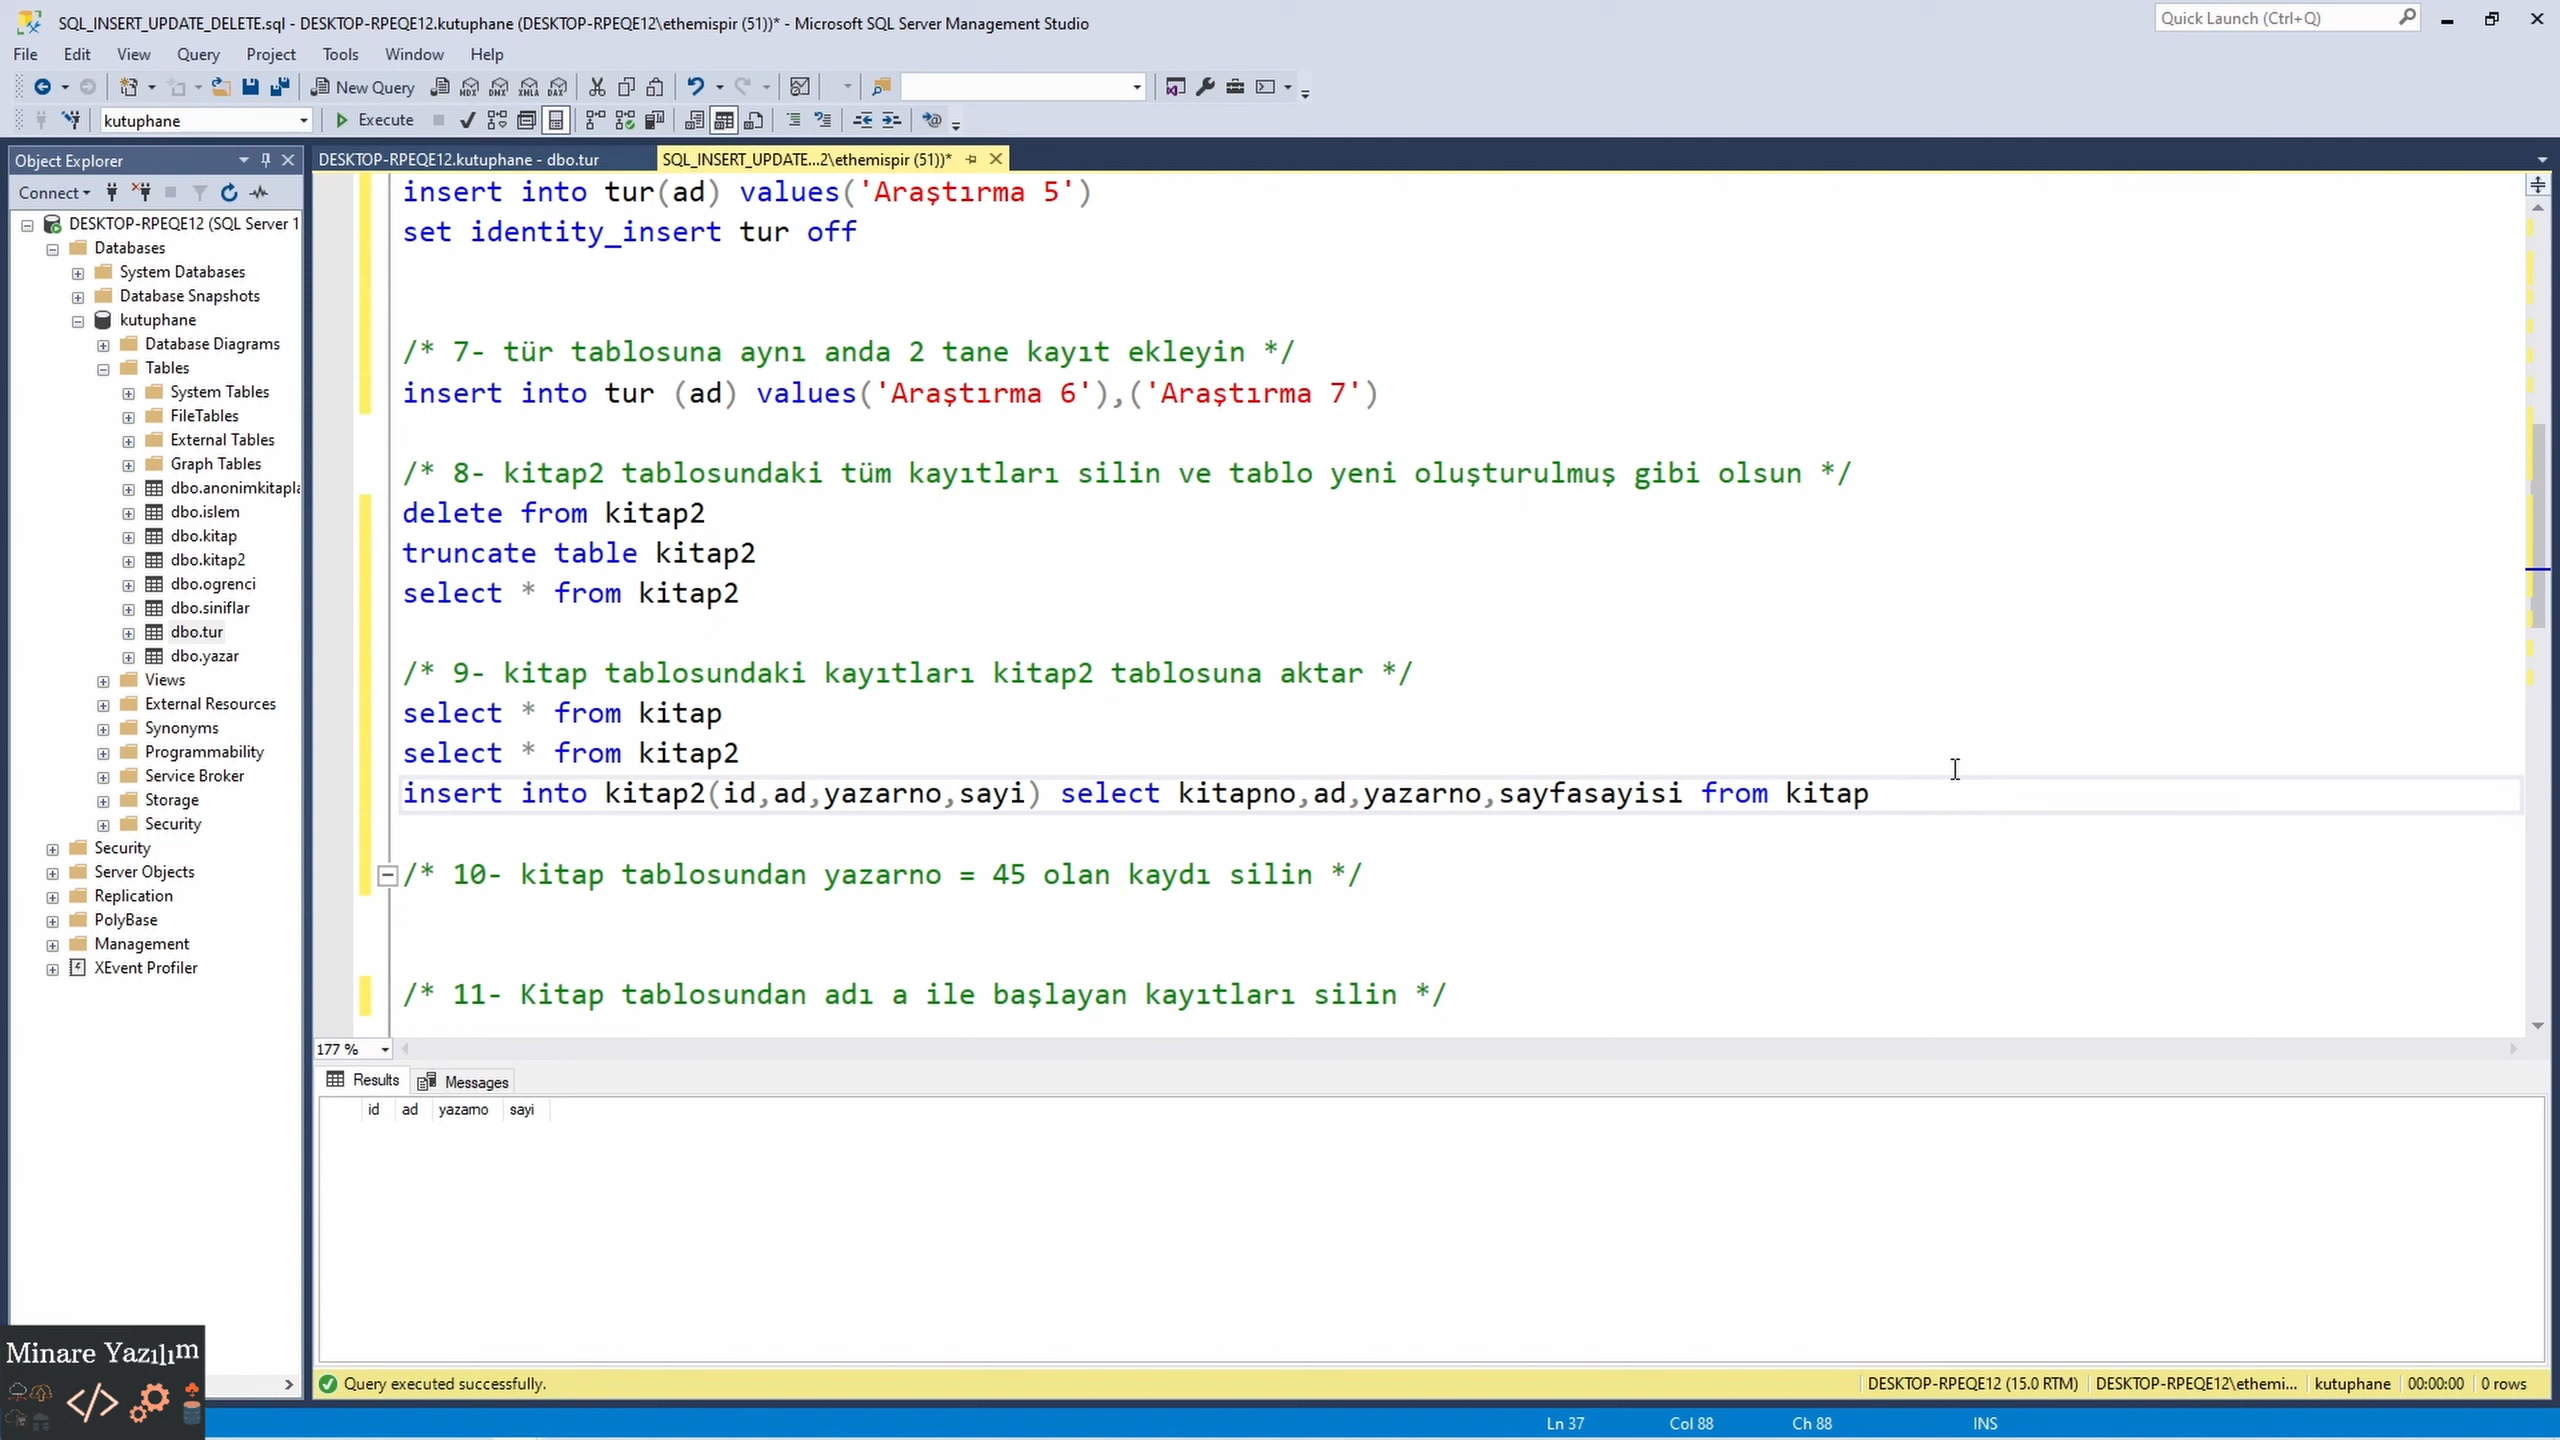 SQL_INSERT_UPDATE_DELETE.sql - DESKTOP-RPEQE12.kutuphane (DESKTOP-RPEQE12\ethemispir (51))* - Microsoft SQL Server Management Studio
Quick Launch (Ctrl+Q)
File Edit View Query Project Tools Window Help
New Query
MDX DMX XMLA DAX
kutuphane Execute
Object Explorer
DESKTOP-RPEQE12.kutuphane - dbo.tur
SQL_INSERT_UPDATE...2\ethemispir (51))*
Connect
DESKTOP-RPEQE12 (SQL Server 1
Databases
System Databases
Database Snapshots
kutuphane
Database Diagrams
Tables
System Tables
FileTables
External Tables
Graph Tables
dbo.anonimkitapla
dbo.islem
dbo.kitap
dbo.kitap2
dbo.ogrenci
dbo.siniflar
dbo.tur
dbo.yazar
Views
External Resources
Synonyms
Programmability
Service Broker
Storage
Security
Security
Server Objects
Replication
PolyBase
Management
XEvent Profiler
insert into tur(ad) values('Araştırma 5')
set identity_insert tur off
/* 7- tür tablosuna aynı anda 2 tane kayıt ekleyin */
insert into tur (ad) values('Araştırma 6'),('Araştırma 7')
/* 8- kitap2 tablosundaki tüm kayıtları silin ve tablo yeni oluşturulmuş gibi olsun */
delete from kitap2
truncate table kitap2
select * from kitap2
/* 9- kitap tablosundaki kayıtları kitap2 tablosuna aktar */
select * from kitap
select * from kitap2
insert into kitap2(id,ad,yazarno,sayi) select kitapno,ad,yazarno,sayfasayisi from kitap
/* 10- kitap tablosundan yazarno = 45 olan kaydı silin */
/* 11- Kitap tablosundan adı a ile başlayan kayıtları silin */
177 %
Results Messages
id ad yazarno sayi
Minare Yazılım
</>
Query executed successfully.
DESKTOP-RPEQE12 (15.0 RTM) DESKTOP-RPEQE12\ethemi... kutuphane 00:00:00 0 rows
Ln 37 Col 88 Ch 88 INS